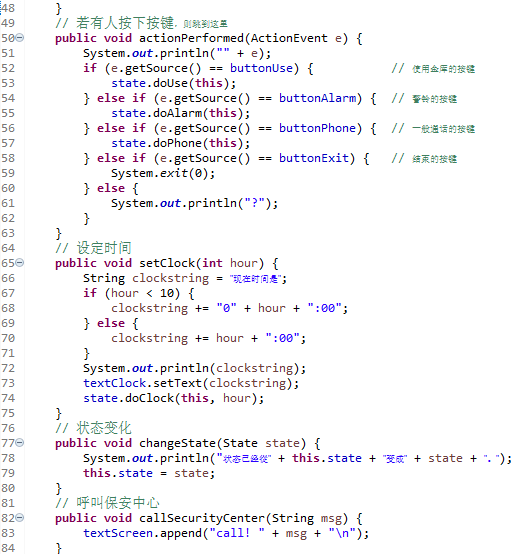 48 }
49 // 若有人按下按键，则跳到这里
50 public void actionPerformed(ActionEvent e) {
51 System.out.println("" + e);
52 if (e.getSource() == buttonUse) { // 使用金库的按键
53 state.doUse(this);
54 } else if (e.getSource() == buttonAlarm) { // 警铃的按键
55 state.doAlarm(this);
56 } else if (e.getSource() == buttonPhone) { // 一般通话的按键
57 state.doPhone(this);
58 } else if (e.getSource() == buttonExit) { // 结束的按键
59 System.exit(0);
60 } else {
61 System.out.println("?");
62 }
63 }
64 // 设定时间
65 public void setClock(int hour) {
66 String clockstring = "现在时间是";
67 if (hour < 10) {
68 clockstring += "0" + hour + ":00";
69 } else {
70 clockstring += hour + ":00";
71 }
72 System.out.println(clockstring);
73 textClock.setText(clockstring);
74 state.doClock(this, hour);
75 }
76 // 状态变化
77 public void changeState(State state) {
78 System.out.println("状态已经从" + this.state + "变成" + state + "。");
79 this.state = state;
80 }
81 // 呼叫保安中心
82 public void callSecurityCenter(String msg) {
83 textScreen.append("call! " + msg + "\n");
84 }